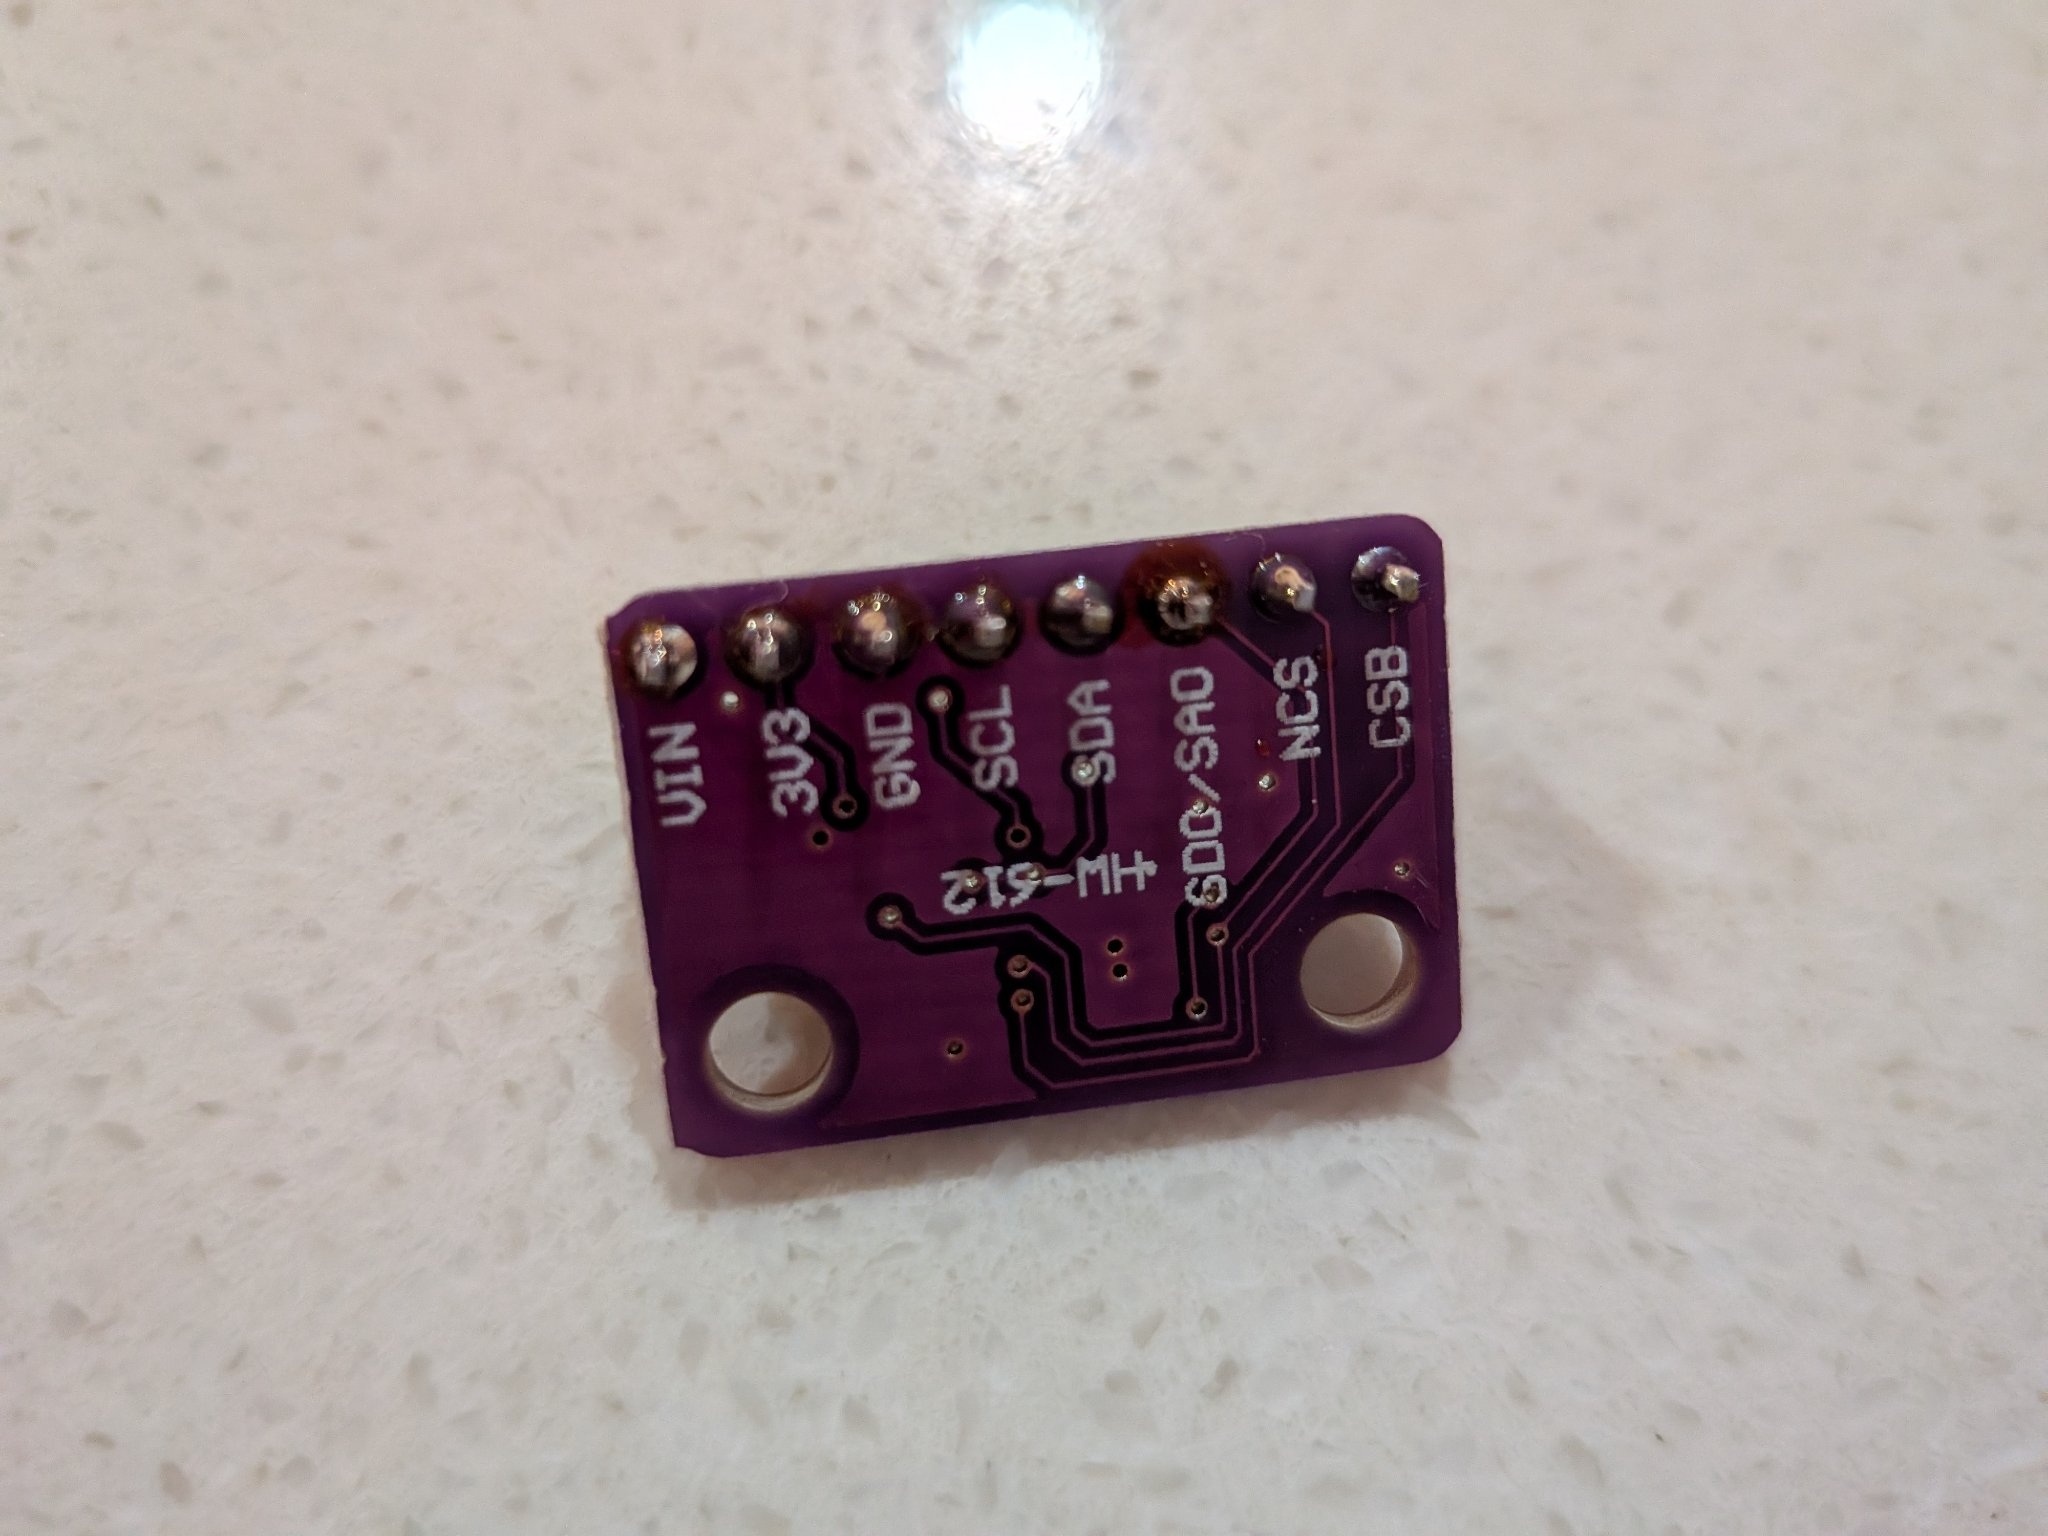 VIN
3V3
GND
SCL
SDA
SDO/SAO
NCS
CSB
HW-612